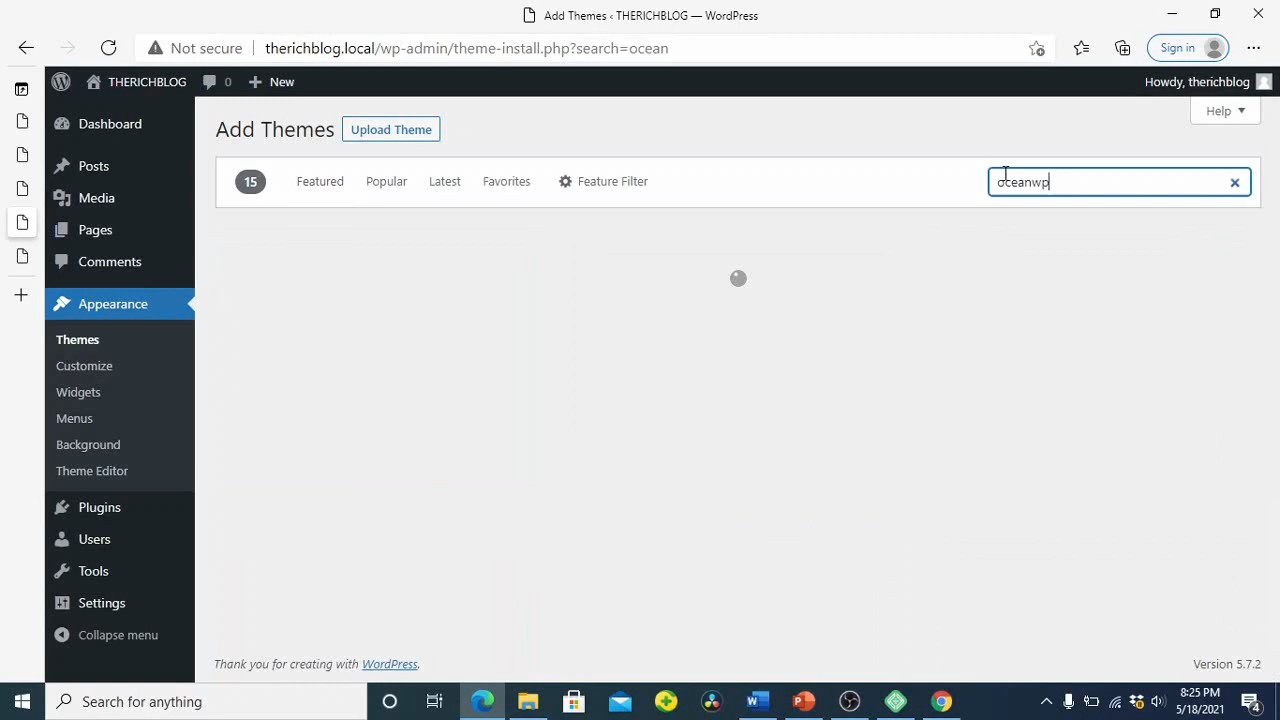 Add Themes ‹ THERICHBLOG — WordPress
Not secure therichblog.local/wp-admin/theme-install.php?search=ocean
Sign in
THERICHBLOG 0 New
Howdy, therichblog
Help
Add Themes Upload Theme
15 Featured Popular Latest Favorites Feature Filter oceanwp
Dashboard
Posts
Media
Pages
Comments
Appearance
Themes
Customize
Widgets
Menus
Background
Theme Editor
Plugins
Users
Tools
Settings
Collapse menu
Thank you for creating with WordPress.
Version 5.7.2
Search for anything
8:25 PM
5/18/2021
4